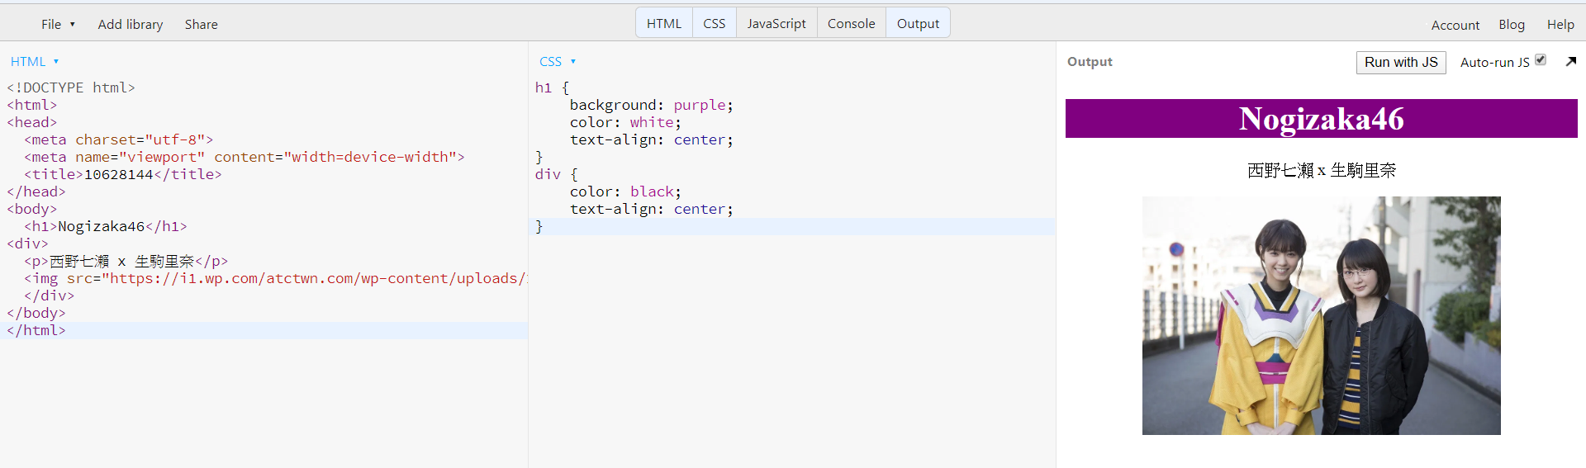 File ▾ Add library Share HTML CSS JavaScript Console Output Account Blog Help
HTML ▾
<!DOCTYPE html>
<html>
<head>
<meta charset="utf-8">
<meta name="viewport" content="width=device-width">
<title>10628144</title>
</head>
<body>
<h1>Nogizaka46</h1>
<div>
<p>西野七瀨 x 生駒里奈</p>
<img src="https://i1.wp.com/atctwn.com/wp-content/uploads/
</div>
</body>
</html>
CSS ▾
h1 {
background: purple;
color: white;
text-align: center;
}
div {
color: black;
text-align: center;
}
Output Run with JS Auto-run JS
Nogizaka46
西野七瀨 x 生駒里奈